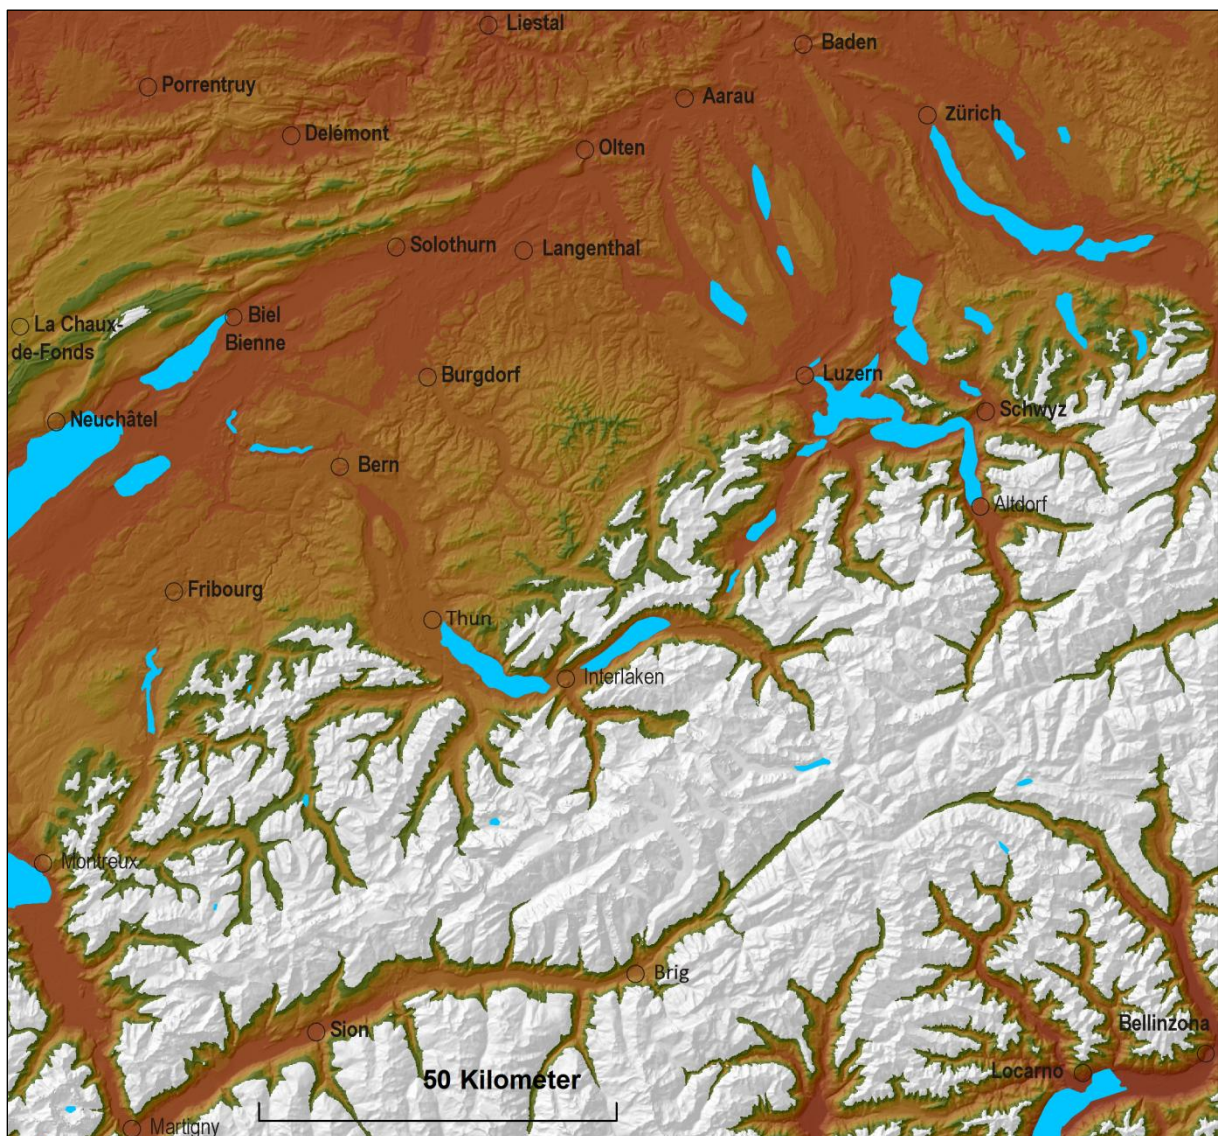 Liestal
Baden
Porrentruy
Aarau
Zürich
Delémont
Olten
Solothurn
Langenthal
La Chaux-
de-Fonds
Biel
Bienne
Burgdorf
Luzern
Schwyz
Neuchâtel
Bern
Altdorf
Fribourg
Thun
Interlaken
Montreux
Brig
Sion
Bellinzona
50 Kilometer
Locarno
Martigny